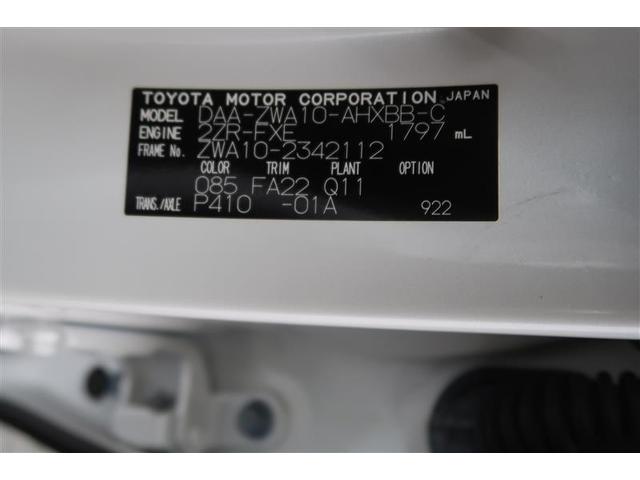 TOYOTA MOTOR CORPORATION JAPAN
MODEL DAA-ZWA10-AHXBB-C
ENGINE 2ZR-FXE 1797 mL
FRAME No. ZWA10-2342112
COLOR TRIM PLANT OPTION
085 FA22 Q11
TRANS./AXLE P410 -01A 922